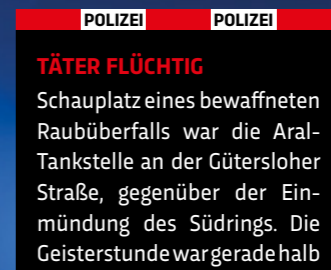 POLIZEI POLIZEI
TÄTER FLÜCHTIG
Schauplatz eines bewaffneten
Raubüberfalls war die Aral-
Tankstelle an der Gütersloher
Straße, gegenüber der Ein-
mündung des Südrings. Die
Geisterstunde war gerade halb